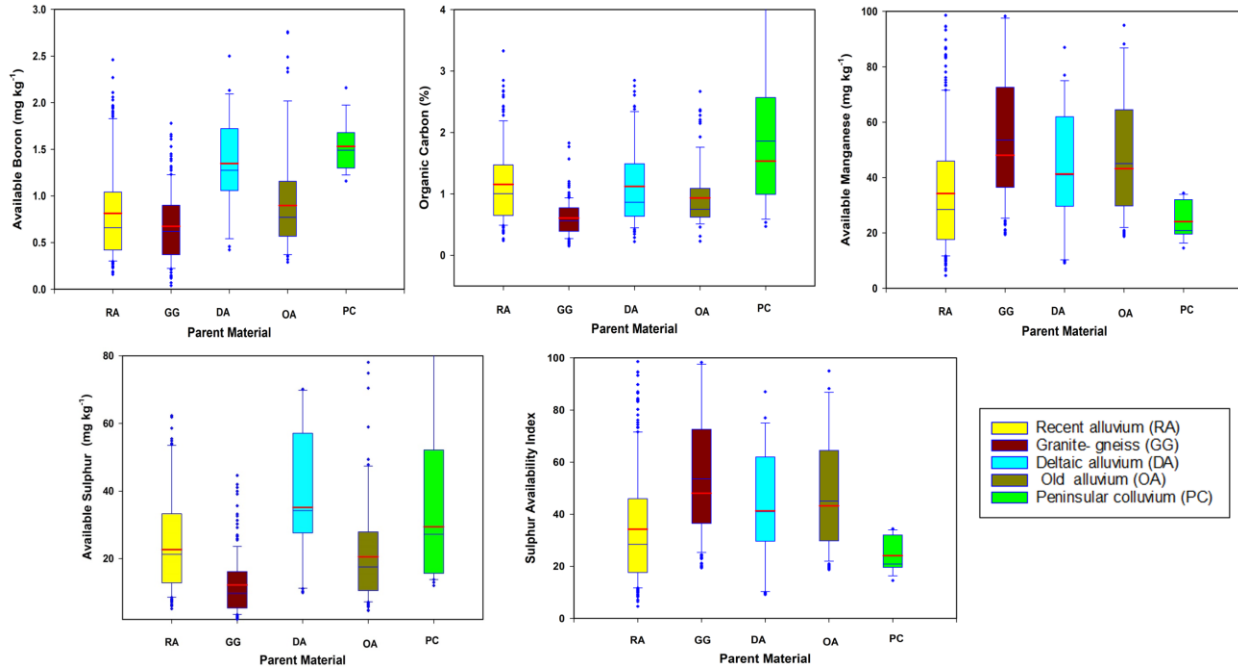 Available Boron (mg kg-1)
3.0
2.5
2.0
1.5
1.0
0.5
0.0
RA GG DA OA PC
Parent Material
Organic Carbon (%)
4
3
2
1
0
RA GG DA OA PC
Parent Material
Available Manganese (mg kg-1)
100
80
60
40
20
0
RA GG DA OA PC
Parent Material
Available Sulphur (mg kg-1)
80
60
40
20
RA GG DA OA PC
Parent Material
Sulphur Availability Index
100
80
60
40
20
0
RA GG DA OA PC
Parent Material
Recent alluvium (RA)
Granite- gneiss (GG)
Deltaic alluvium (DA)
Old alluvium (OA)
Peninsular colluvium (PC)